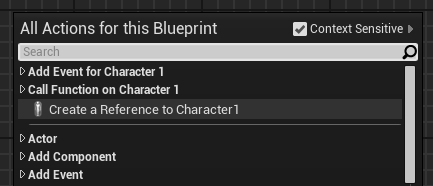 All Actions for this Blueprint
Context Sensitive
Search
Add Event for Character 1
Call Function on Character 1
Create a Reference to Character1
Actor
Add Component
Add Event